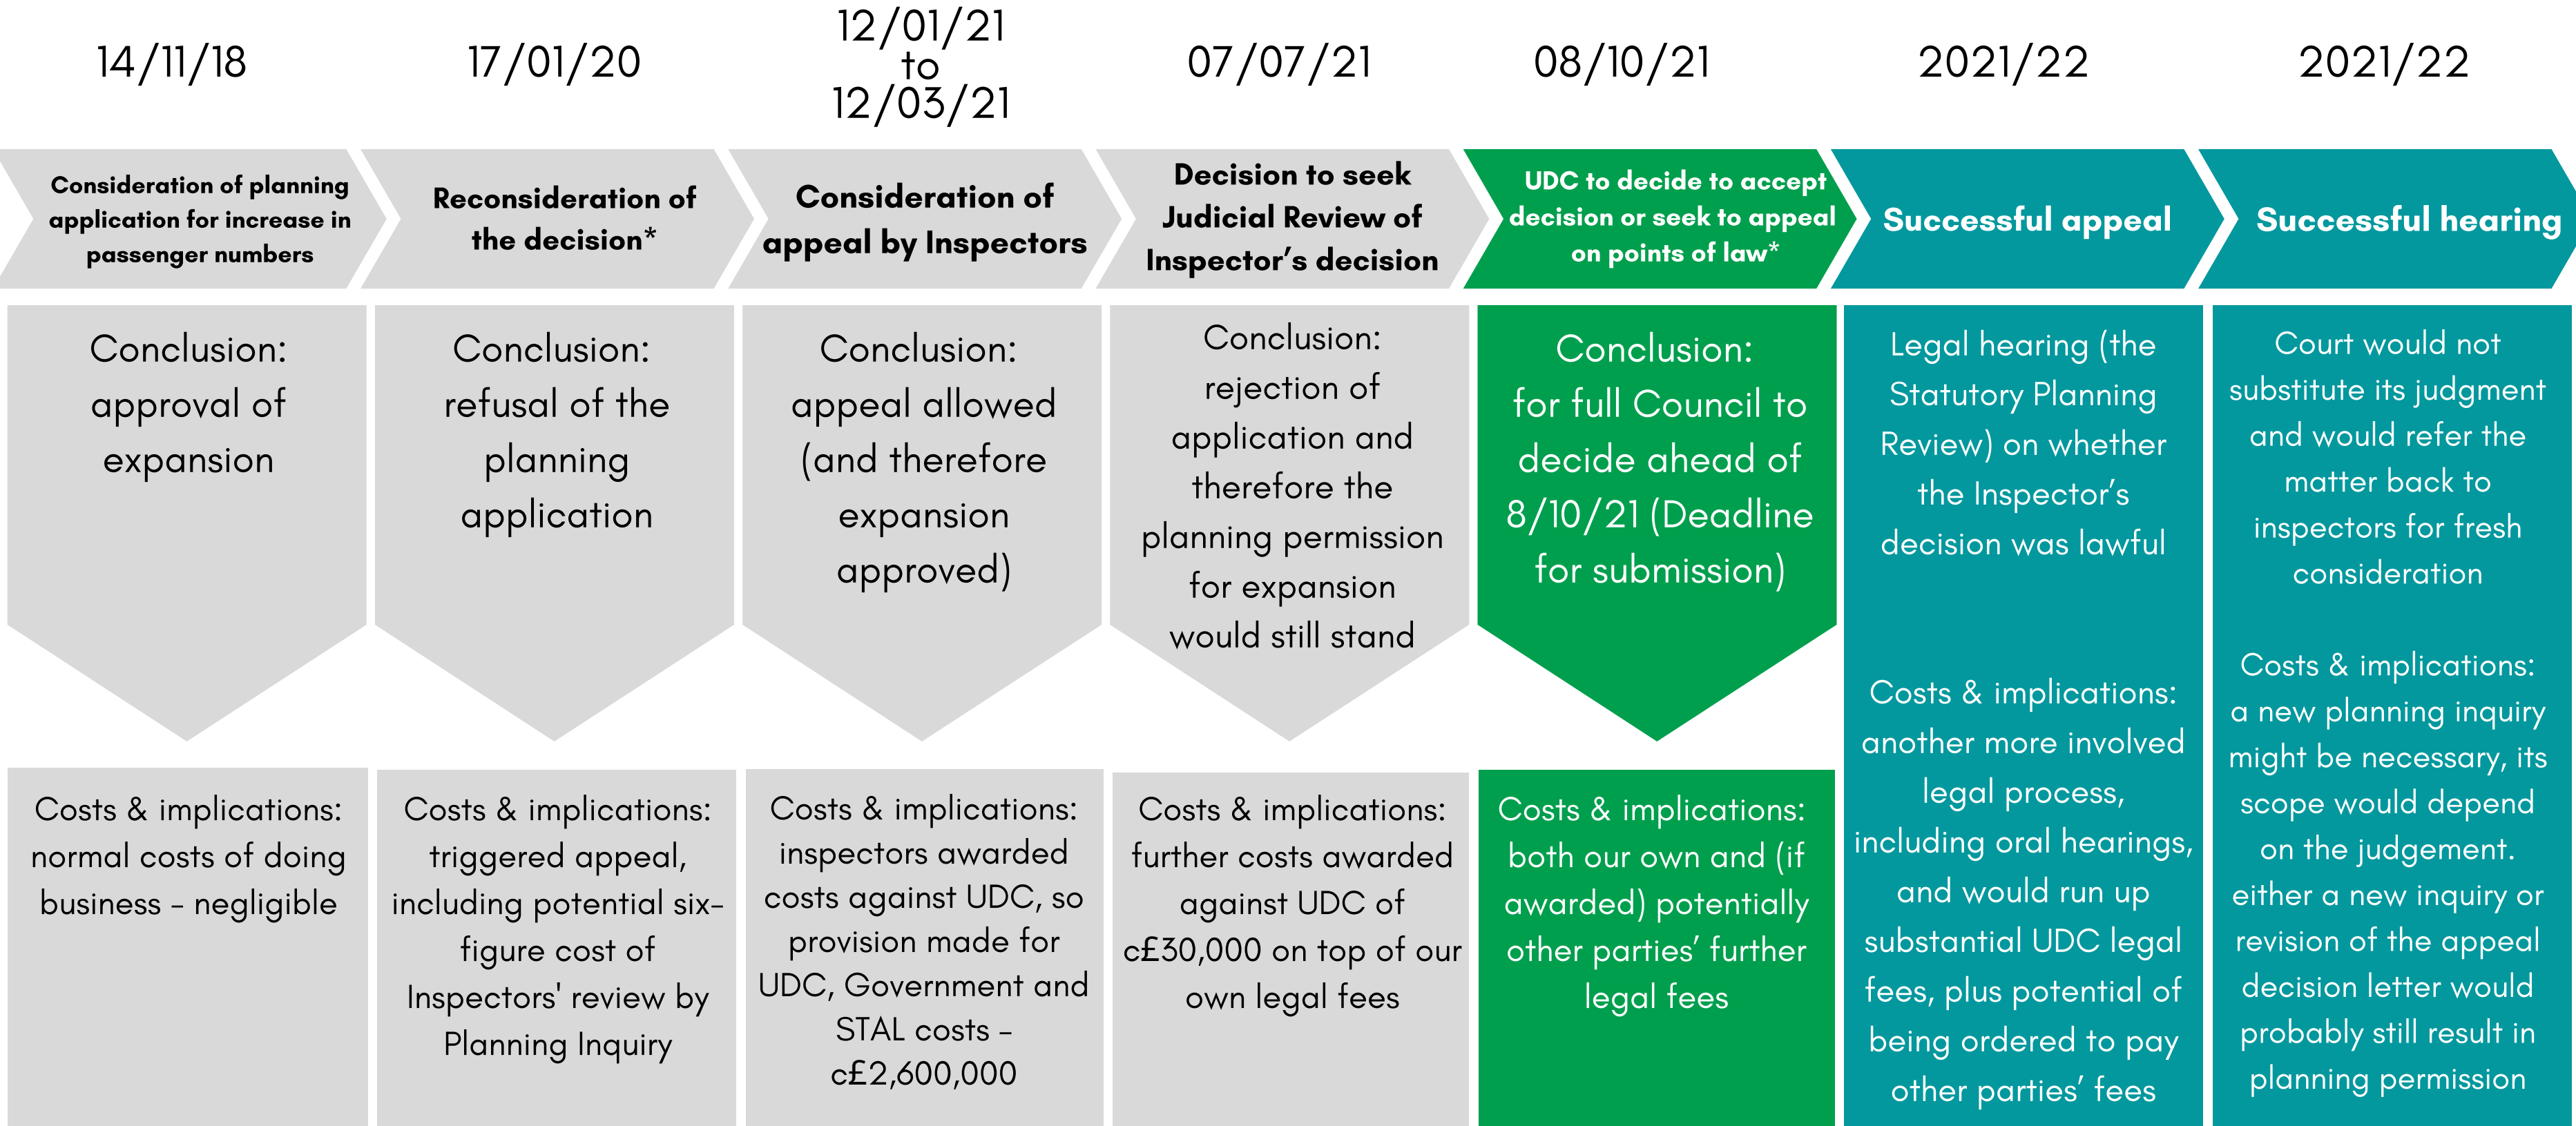 14/11/18
17/01/20
12/01/21
to
12/03/21
07/07/21
08/10/21
2021/22
2021/22
Consideration of planning
application for increase in
passenger numbers
Reconsideration of
the decision*
Consideration of
appeal by Inspectors
Decision to seek
Judicial Review of
Inspector’s decision
UDC to decide to accept
decision or seek to appeal
on points of law*
Successful appeal
Successful hearing
Conclusion:
approval of
expansion
Conclusion:
refusal of the
planning
application
Conclusion:
appeal allowed
(and therefore
expansion
approved)
Conclusion:
rejection of
application and
therefore the
planning permission
for expansion
would still stand
Conclusion:
for full Council to
decide ahead of
8/10/21 (Deadline
for submission)
Legal hearing (the
Statutory Planning
Review) on whether
the Inspector’s
decision was lawful
Court would not
substitute its judgment
and would refer the
matter back to
inspectors for fresh
consideration
Costs & implications:
normal costs of doing
business - negligible
Costs & implications:
triggered appeal,
including potential six-
figure cost of
Inspectors' review by
Planning Inquiry
Costs & implications:
inspectors awarded
costs against UDC, so
provision made for
UDC, Government and
STAL costs -
c£2,600,000
Costs & implications:
further costs awarded
against UDC of
c£30,000 on top of our
own legal fees
Costs & implications:
both our own and (if
awarded) potentially
other parties’ further
legal fees
Costs & implications:
another more involved
legal process,
including oral hearings,
and would run up
substantial UDC legal
fees, plus potential of
being ordered to pay
other parties’ fees
Costs & implications:
a new planning inquiry
might be necessary, its
scope would depend
on the judgement.
either a new inquiry or
revision of the appeal
decision letter would
probably still result in
planning permission